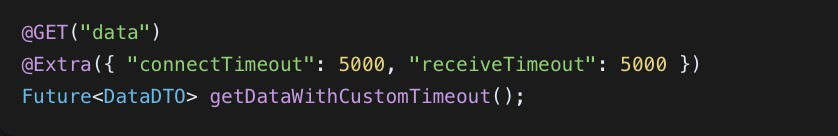 @GET("data")
@Extra({ "connectTimeout": 5000, "receiveTimeout": 5000 })
Future<DataDTO> getDataWithCustomTimeout();